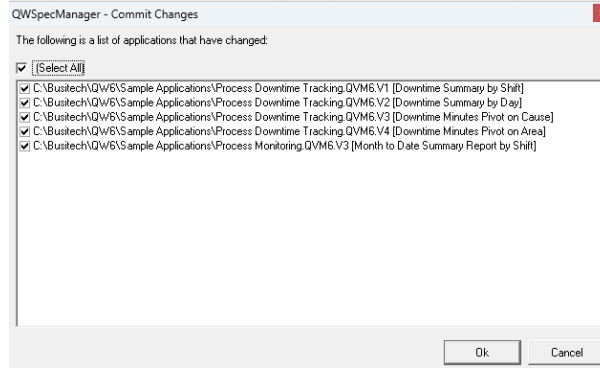 QWSpecManager - Commit Changes
The following is a list of applications that have changed:
(Select All)
C:\Busitech\QW6\Sample Applications\Process Downtime Tracking.QVM6.V1 [Downtime Summary by Shift]
C:\Busitech\QW6\Sample Applications\Process Downtime Tracking.QVM6.V2 [Downtime Summary by Day]
C:\Busitech\QW6\Sample Applications\Process Downtime Tracking.QVM6.V3 [Downtime Minutes Pivot on Cause]
C:\Busitech\QW6\Sample Applications\Process Downtime Tracking.QVM6.V4 [Downtime Minutes Pivot on Area]
C:\Busitech\QW6\Sample Applications\Process Monitoring.QVM6.V3 [Month to Date Summary Report by Shift]
Ok
Cancel